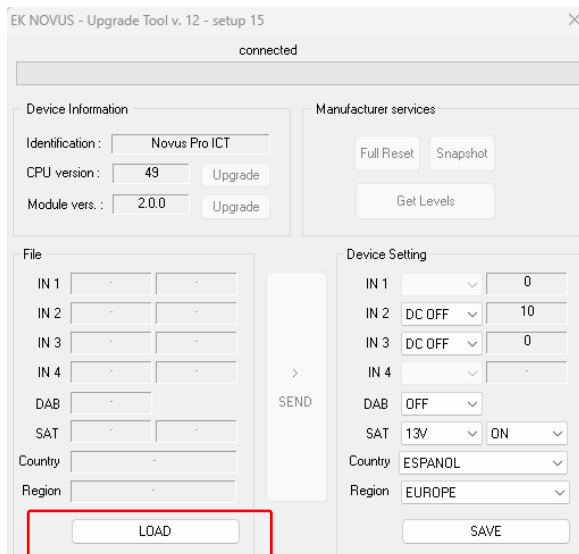 EK NOVUS - Upgrade Tool v. 12 - setup 15
connected
Device Information
Identification : Novus Pro ICT
CPU version : 49 Upgrade
Module vers. : 2.0.0 Upgrade
Manufacturer services
Full Reset Snapshot
Get Levels
File
IN 1 - -
IN 2 - -
IN 3 - -
IN 4 - -
DAB -
SAT - -
Country -
Region -
LOAD
>
SEND
Device Setting
IN 1 0
IN 2 DC OFF 10
IN 3 DC OFF 0
IN 4 -
DAB OFF
SAT 13V ON
Country ESPANOL
Region EUROPE
SAVE